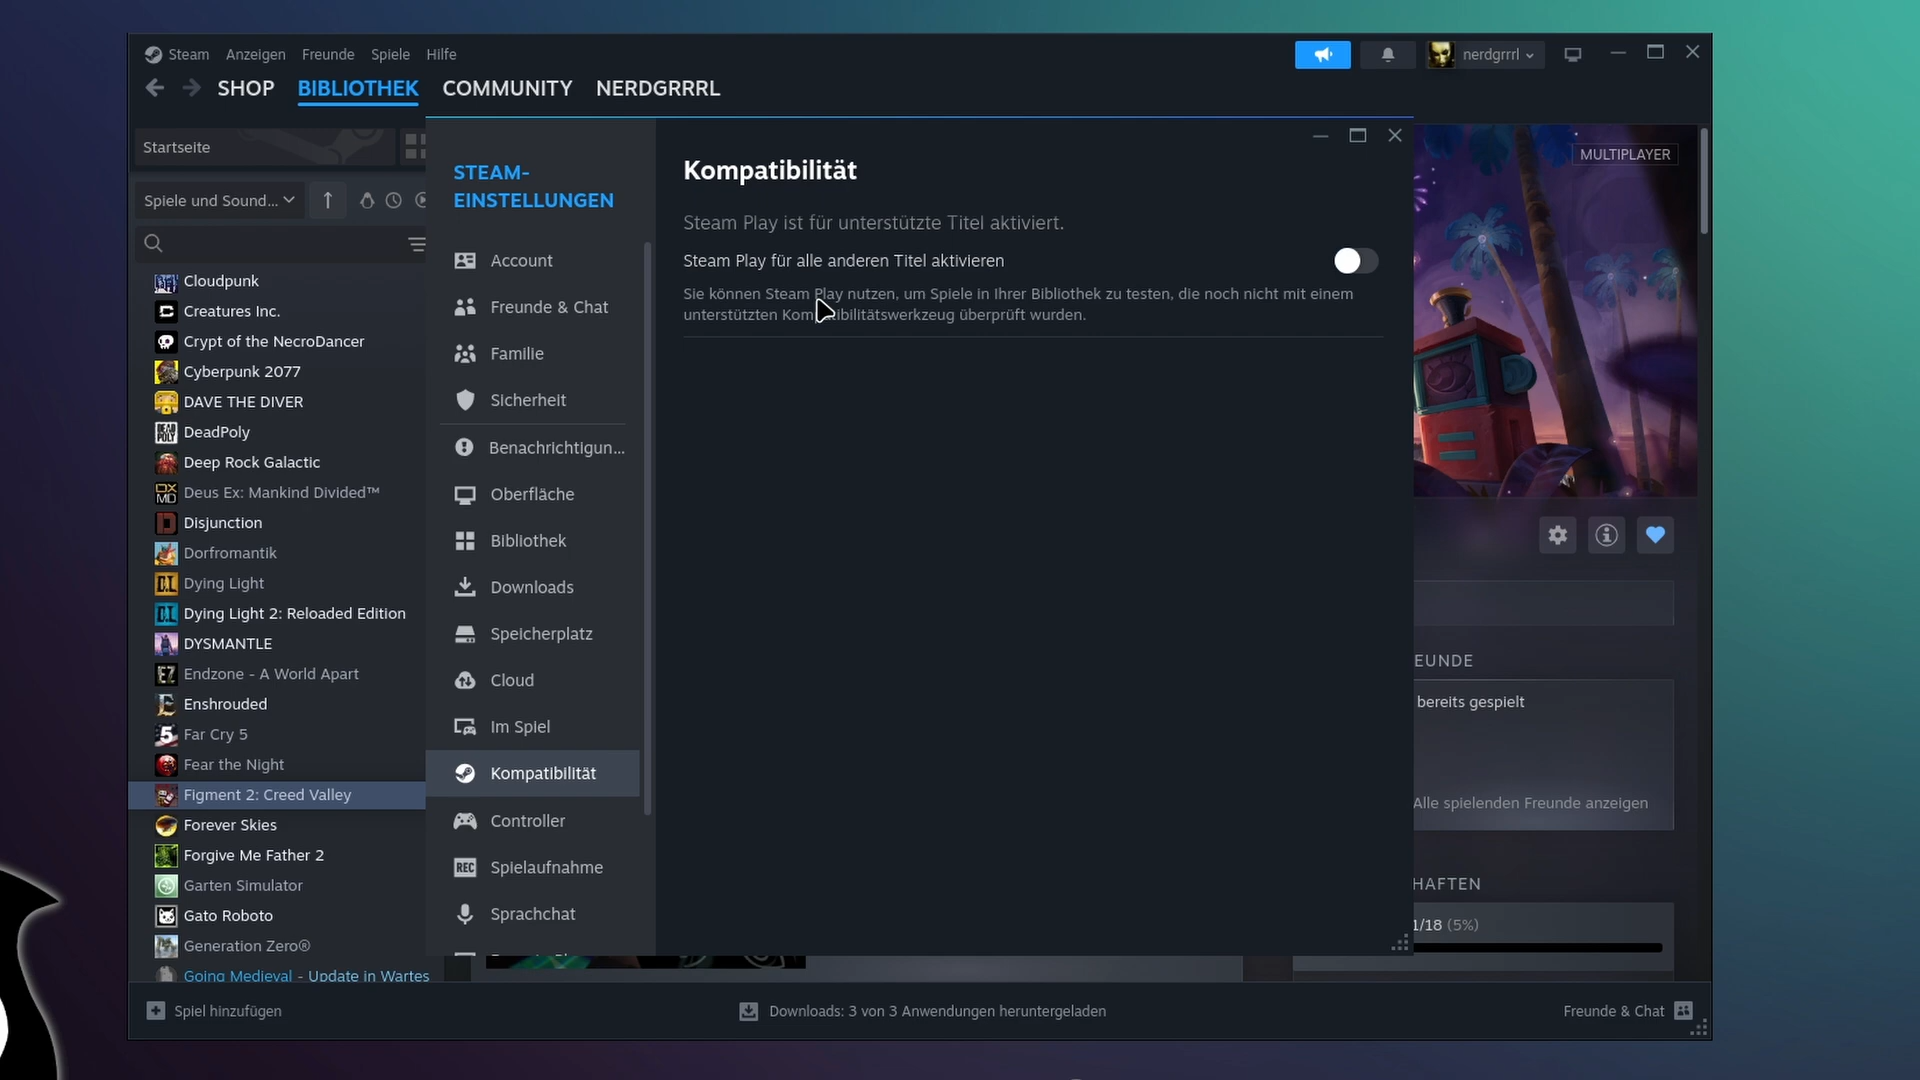 Steam Anzeigen Freunde Spiele Hilfe
nerdgrrrl
SHOP BIBLIOTHEK COMMUNITY NERDGRRRL
Startseite
Spiele und Sound...
Cloudpunk
Creatures Inc.
Crypt of the NecroDancer
Cyberpunk 2077
DAVE THE DIVER
DeadPoly
Deep Rock Galactic
Deus Ex: Mankind Divided™
Disjunction
Dorfromantik
Dying Light
Dying Light 2: Reloaded Edition
DYSMANTLE
Endzone - A World Apart
Enshrouded
Far Cry 5
Fear the Night
Figment 2: Creed Valley
Forever Skies
Forgive Me Father 2
Garten Simulator
Gato Roboto
Generation Zero®
Going Medieval - Update in Wartes
STEAM-
EINSTELLUNGEN
Account
Freunde & Chat
Familie
Sicherheit
Benachrichtigun...
Oberfläche
Bibliothek
Downloads
Speicherplatz
Cloud
Im Spiel
Kompatibilität
Controller
REC Spielaufnahme
Sprachchat
Kompatibilität
Steam Play ist für unterstützte Titel aktiviert.
Steam Play für alle anderen Titel aktivieren
Sie können Steam Play nutzen, um Spiele in Ihrer Bibliothek zu testen, die noch nicht mit einem
unterstützten Kompatibilitätswerkzeug überprüft wurden.
MULTIPLAYER
EUNDE
bereits gespielt
Alle spielenden Freunde anzeigen
HAFTEN
1/18 (5%)
Spiel hinzufügen
Downloads: 3 von 3 Anwendungen heruntergeladen
Freunde & Chat